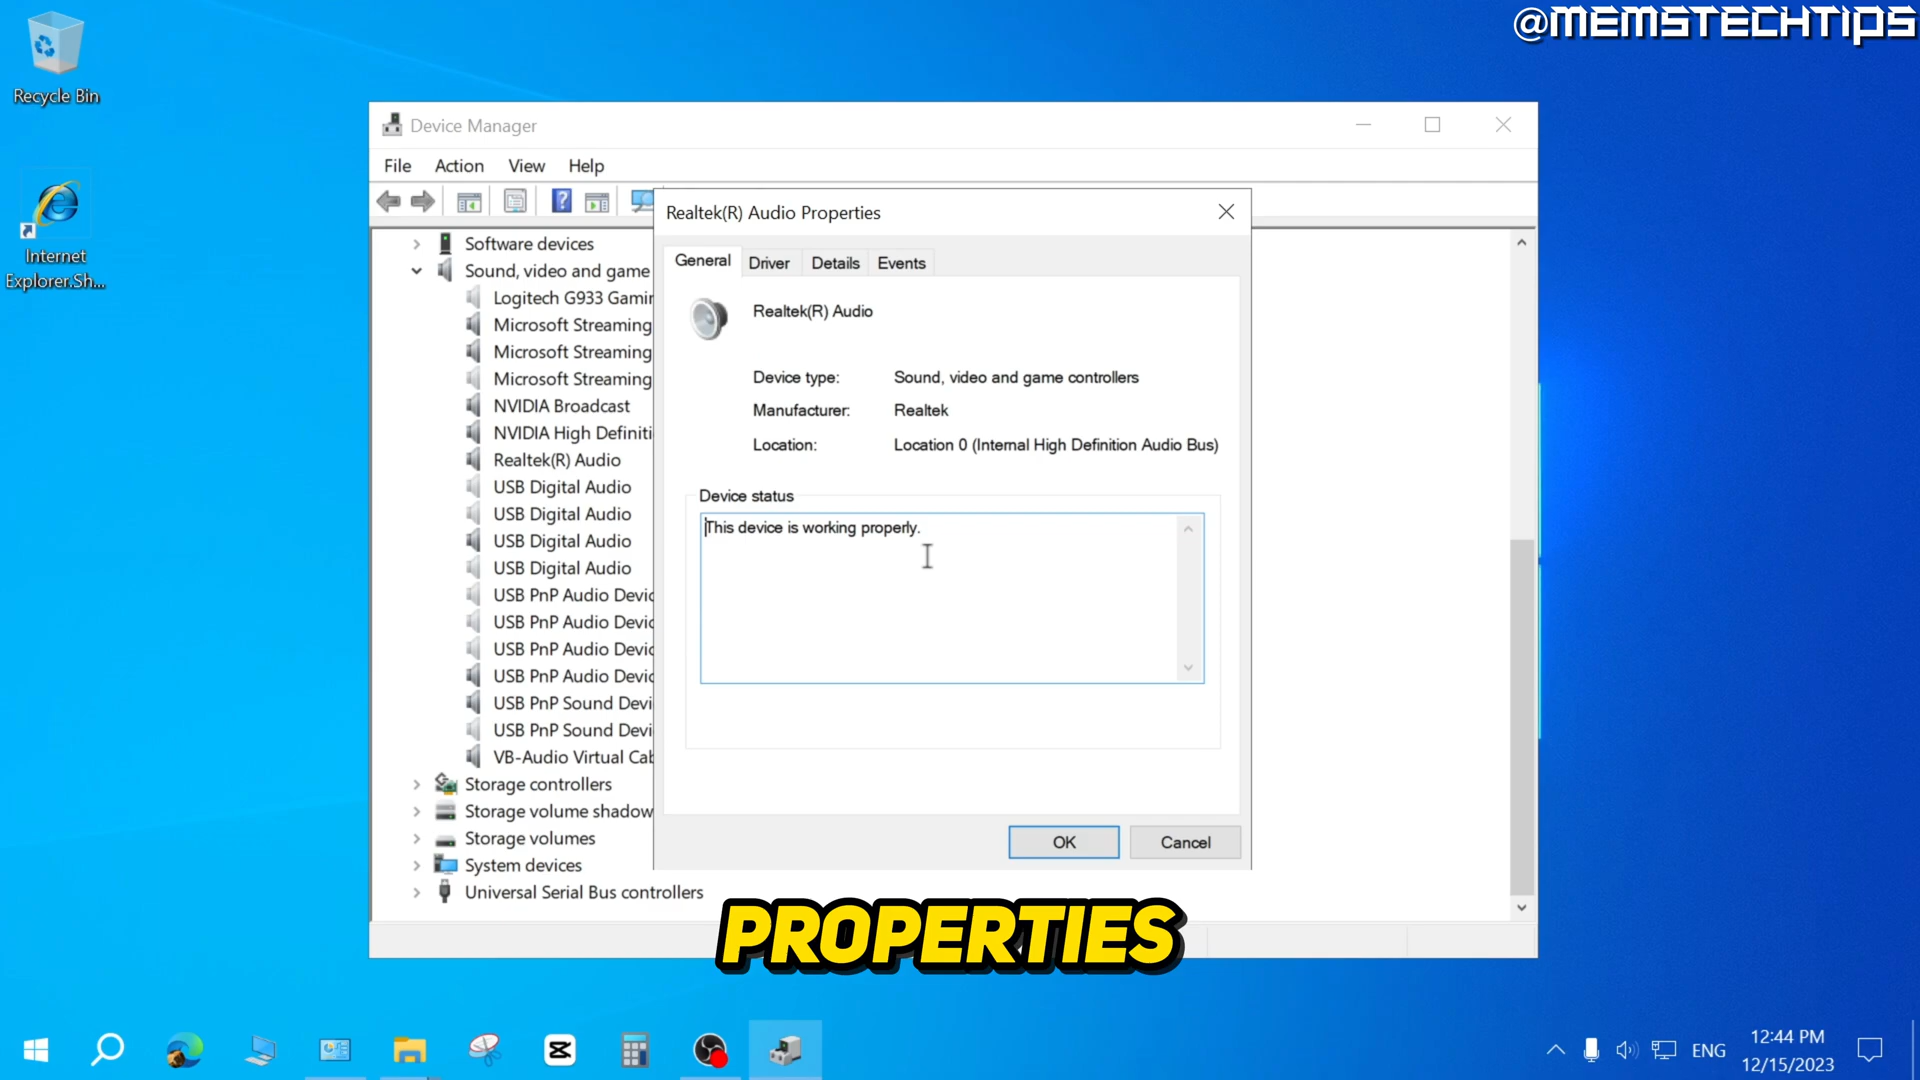 @MEMSTECHTIPS
Recycle Bin
Internet
Explorer.Sh...
Device Manager
File Action View Help
Software devices
Sound, video and game
Logitech G933 Gamin
Microsoft Streaming
Microsoft Streaming
Microsoft Streaming
NVIDIA Broadcast
NVIDIA High Definiti
Realtek(R) Audio
USB Digital Audio
USB Digital Audio
USB Digital Audio
USB Digital Audio
USB PnP Audio Devic
USB PnP Audio Devic
USB PnP Audio Devic
USB PnP Audio Devic
USB PnP Sound Devi
USB PnP Sound Devi
VB-Audio Virtual Cab
Storage controllers
Storage volume shadow
Storage volumes
System devices
Universal Serial Bus controllers
Realtek(R) Audio Properties
General Driver Details Events
Realtek(R) Audio
Device type: Sound, video and game controllers
Manufacturer: Realtek
Location: Location 0 (Internal High Definition Audio Bus)
Device status
This device is working properly.
OK Cancel
PROPERTIES
ENG
12:44 PM
12/15/2023